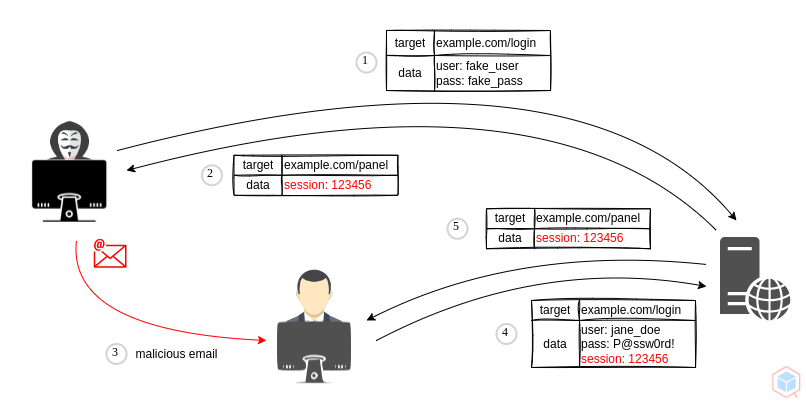 1
target example.com/login
data user: fake_user
pass: fake_pass
2
target example.com/panel
data session: 123456
@
3
malicious email
5
target example.com/panel
data session: 123456
4
target example.com/login
data user: jane_doe
pass: P@ssw0rd!
session: 123456